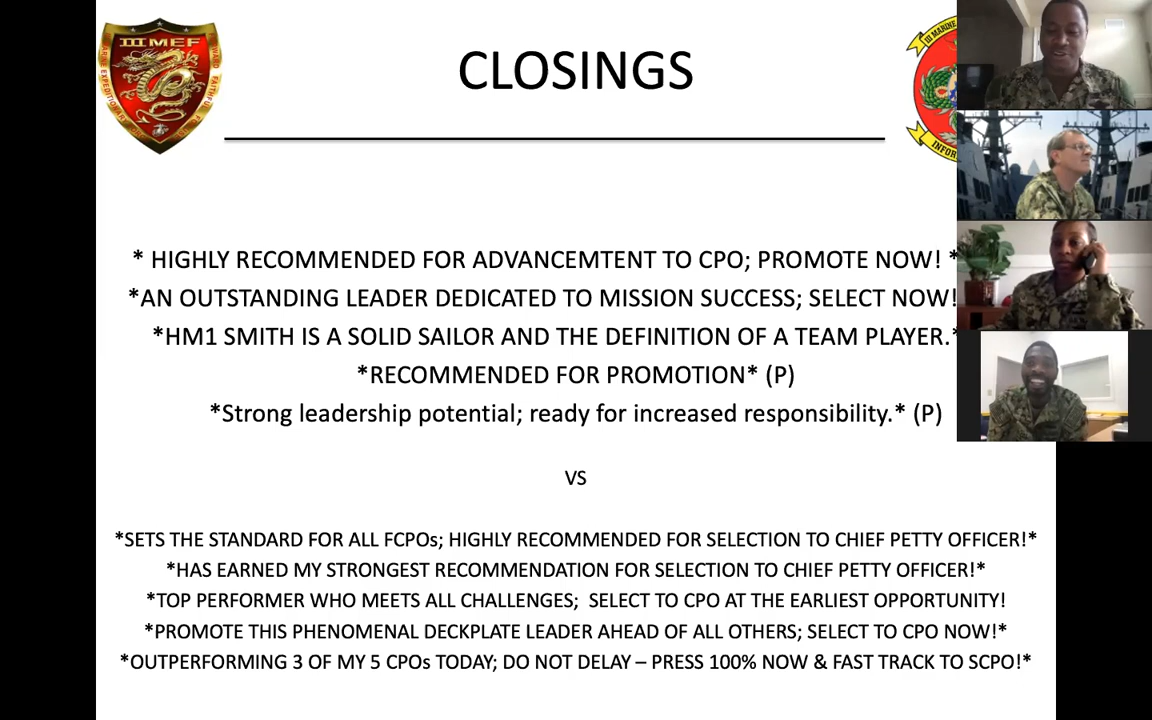 III MEF
CLOSINGS
* HIGHLY RECOMMENDED FOR ADVANCEMTENT TO CPO; PROMOTE NOW! *
*AN OUTSTANDING LEADER DEDICATED TO MISSION SUCCESS; SELECT NOW!
*HM1 SMITH IS A SOLID SAILOR AND THE DEFINITION OF A TEAM PLAYER.*
*RECOMMENDED FOR PROMOTION* (P)
*Strong leadership potential; ready for increased responsibility.* (P)
VS
*SETS THE STANDARD FOR ALL FCPOs; HIGHLY RECOMMENDED FOR SELECTION TO CHIEF PETTY OFFICER!*
*HAS EARNED MY STRONGEST RECOMMENDATION FOR SELECTION TO CHIEF PETTY OFFICER!*
*TOP PERFORMER WHO MEETS ALL CHALLENGES;  SELECT TO CPO AT THE EARLIEST OPPORTUNITY!
*PROMOTE THIS PHENOMENAL DECKPLATE LEADER AHEAD OF ALL OTHERS; SELECT TO CPO NOW!*
*OUTPERFORMING 3 OF MY 5 CPOs TODAY; DO NOT DELAY – PRESS 100% NOW & FAST TRACK TO SCPO!*